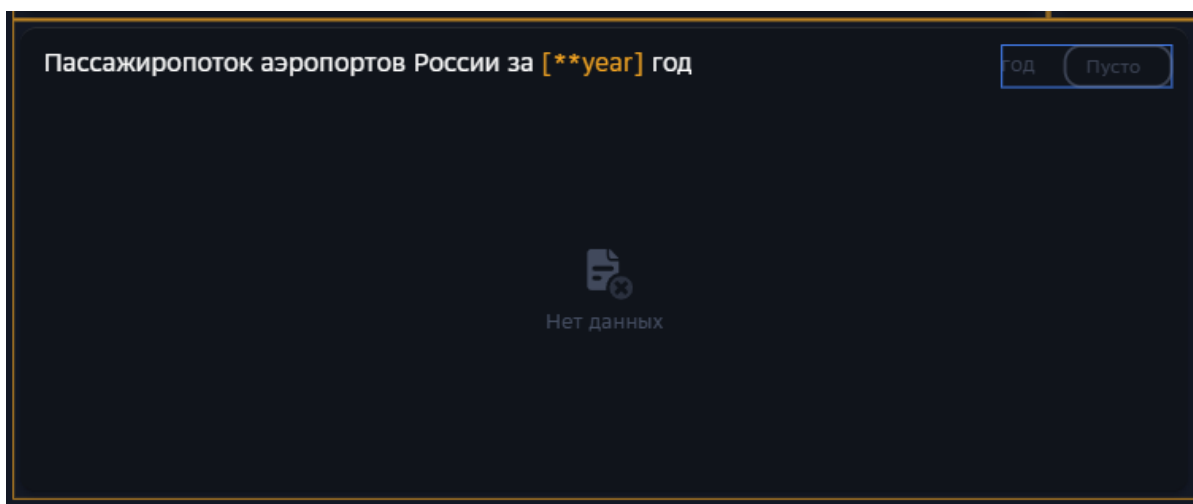 Пассажиропоток аэропортов России за [**year] год
год Пусто
Нет данных